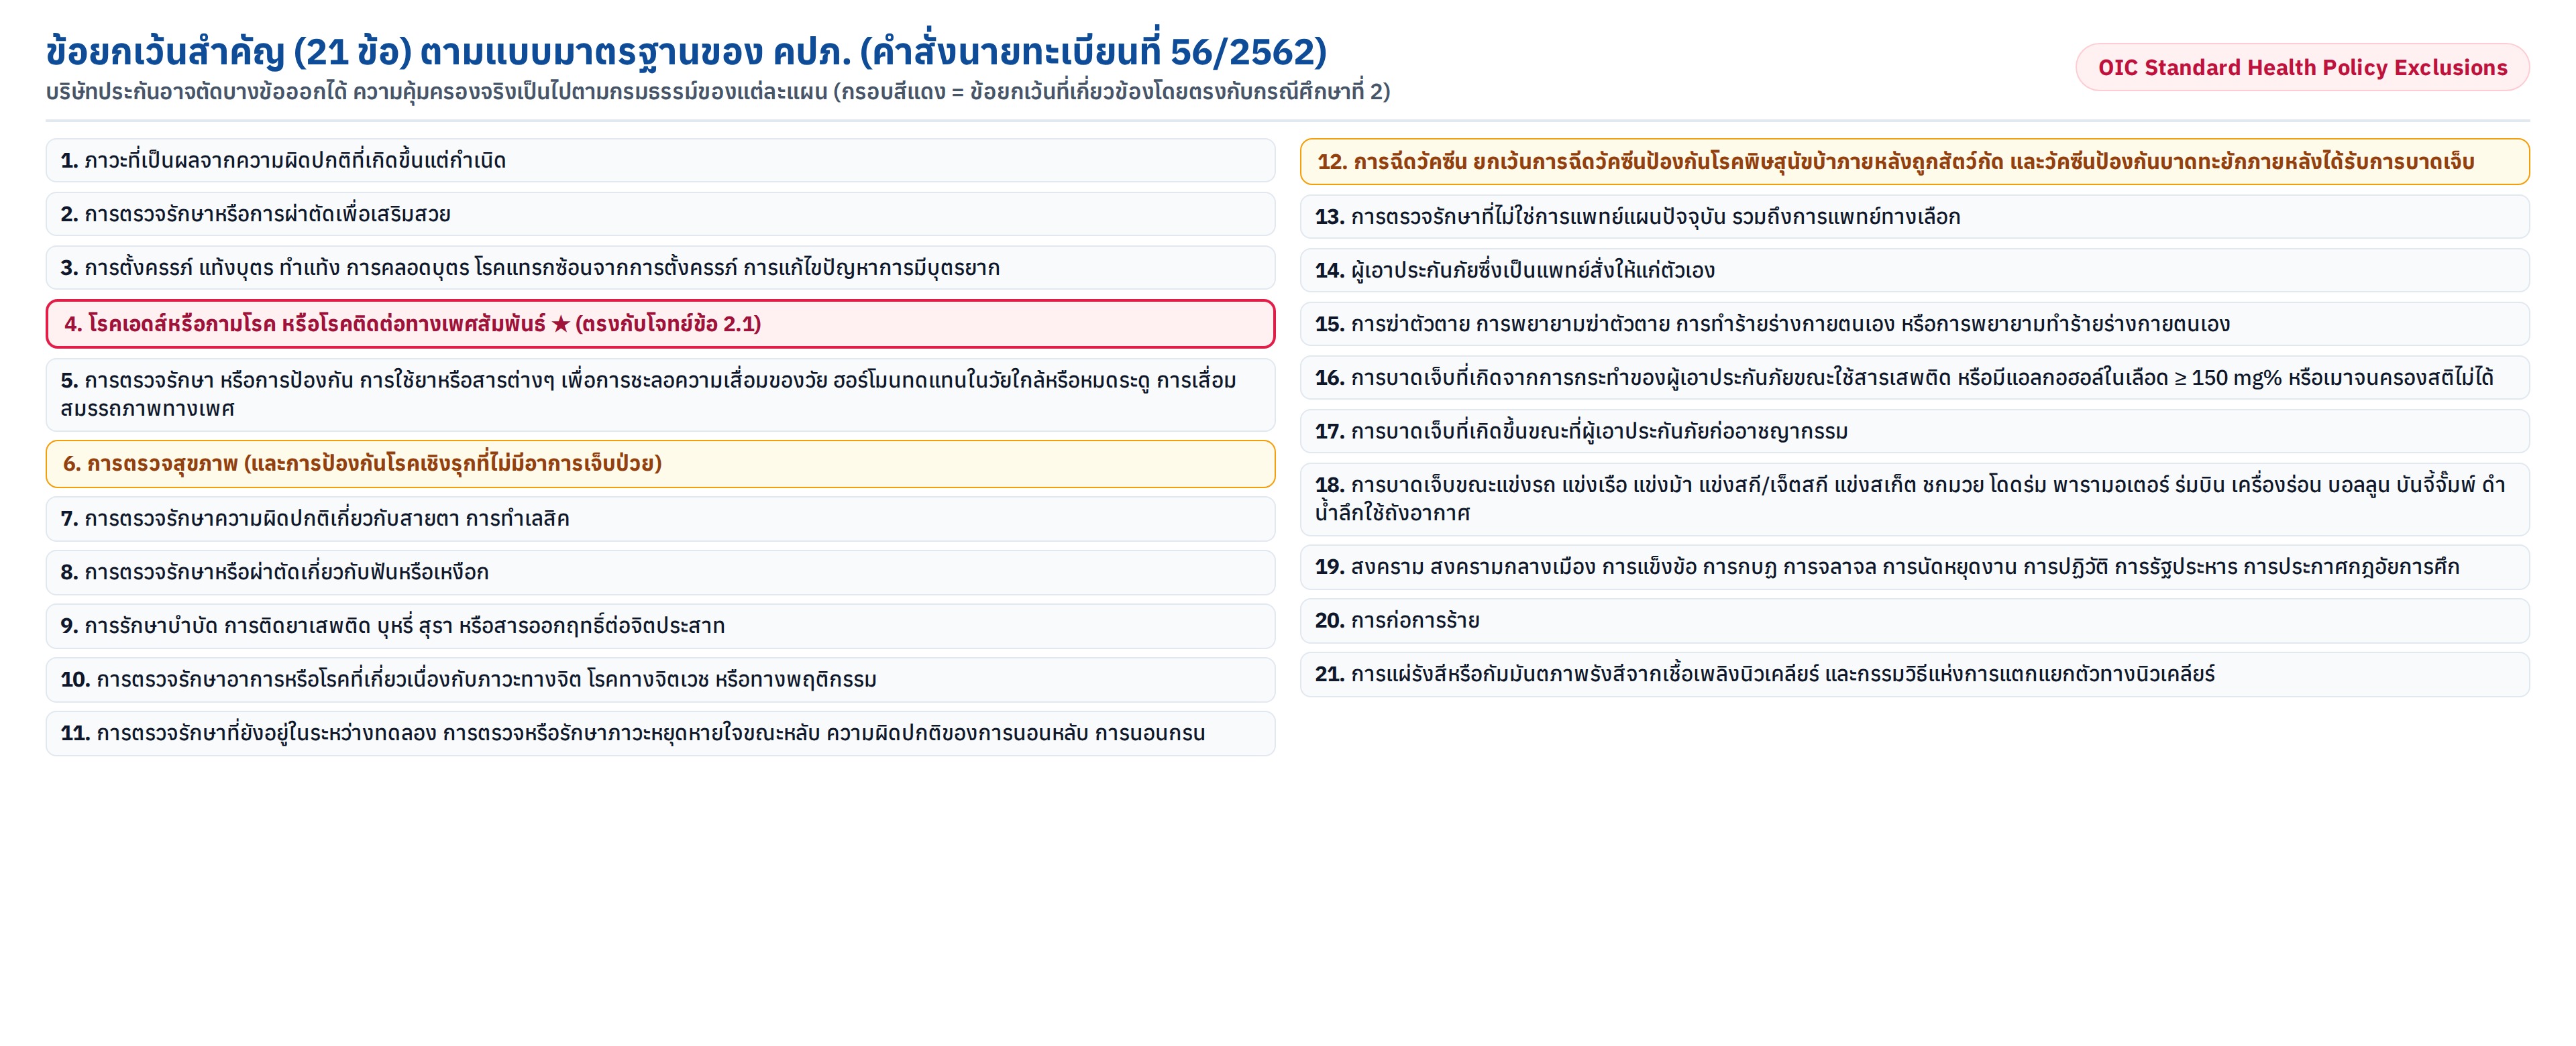 ข้อยกเว้นสำคัญ (21 ข้อ) ตามแบบมาตรฐานของ คปภ. (คำสั่งนายทะเบียนที่ 56/2562)
บริษัทประกันอาจตัดบางข้อออกได้ ความคุ้มครองจริงเป็นไปตามกรมธรรม์ของแต่ละแผน (กรอบสีแดง = ข้อยกเว้นที่เกี่ยวข้องโดยตรงกับกรณีศึกษาที่ 2)
OIC Standard Health Policy Exclusions
1. ภาวะที่เป็นผลจากความผิดปกติที่เกิดขึ้นแต่กำเนิด
2. การตรวจรักษาหรือการผ่าตัดเพื่อเสริมสวย
3. การตั้งครรภ์ แท้งบุตร ทำแท้ง การคลอดบุตร โรคแทรกซ้อนจากการตั้งครรภ์ การแก้ไขปัญหาการมีบุตรยาก
4. โรคเอดส์หรือกามโรค หรือโรคติดต่อทางเพศสัมพันธ์ ★ (ตรงกับโจทย์ข้อ 2.1)
5. การตรวจรักษา หรือการป้องกัน การใช้ยาหรือสารต่างๆ เพื่อการชะลอความเสื่อมของวัย ฮอร์โมนทดแทนในวัยใกล้หรือหมดระดู การเสื่อม
สมรรถภาพทางเพศ
6. การตรวจสุขภาพ (และการป้องกันโรคเชิงรุกที่ไม่มีอาการเจ็บป่วย)
7. การตรวจรักษาความผิดปกติเกี่ยวกับสายตา การทำเลสิค
8. การตรวจรักษาหรือผ่าตัดเกี่ยวกับฟันหรือเหงือก
9. การรักษาบำบัด การติดยาเสพติด บุหรี่ สุรา หรือสารออกฤทธิ์ต่อจิตประสาท
10. การตรวจรักษาอาการหรือโรคที่เกี่ยวเนื่องกับภาวะทางจิต โรคทางจิตเวช หรือทางพฤติกรรม
11. การตรวจรักษาที่ยังอยู่ในระหว่างทดลอง การตรวจหรือรักษาภาวะหยุดหายใจขณะหลับ ความผิดปกติของการนอนหลับ การนอนกรน
12. การฉีดวัคซีน ยกเว้นการฉีดวัคซีนป้องกันโรคพิษสุนัขบ้าภายหลังถูกสัตว์กัด และวัคซีนป้องกันบาดทะยักภายหลังได้รับการบาดเจ็บ
13. การตรวจรักษาที่ไม่ใช่การแพทย์แผนปัจจุบัน รวมถึงการแพทย์ทางเลือก
14. ผู้เอาประกันภัยซึ่งเป็นแพทย์สั่งให้แก่ตัวเอง
15. การฆ่าตัวตาย การพยายามฆ่าตัวตาย การทำร้ายร่างกายตนเอง หรือการพยายามทำร้ายร่างกายตนเอง
16. การบาดเจ็บที่เกิดจากการกระทำของผู้เอาประกันภัยขณะใช้สารเสพติด หรือมีแอลกอฮอล์ในเลือด ≥ 150 mg% หรือเมาจนครองสติไม่ได้
17. การบาดเจ็บที่เกิดขึ้นขณะที่ผู้เอาประกันภัยก่ออาชญากรรม
18. การบาดเจ็บขณะแข่งรถ แข่งเรือ แข่งม้า แข่งสกี/เจ็ตสกี แข่งสเก็ต ชกมวย โดดร่ม พารามอเตอร์ ร่มบิน เครื่องร่อน บอลลูน บันจี้จั๊มพ์ ดำ
น้ำลึกใช้ถังอากาศ
19. สงคราม สงครามกลางเมือง การแข็งข้อ การกบฏ การจลาจล การนัดหยุดงาน การปฏิวัติ การรัฐประหาร การประกาศกฎอัยการศึก
20. การก่อการร้าย
21. การแผ่รังสีหรือกัมมันตภาพรังสีจากเชื้อเพลิงนิวเคลียร์ และกรรมวิธีแห่งการแตกแยกตัวทางนิวเคลียร์